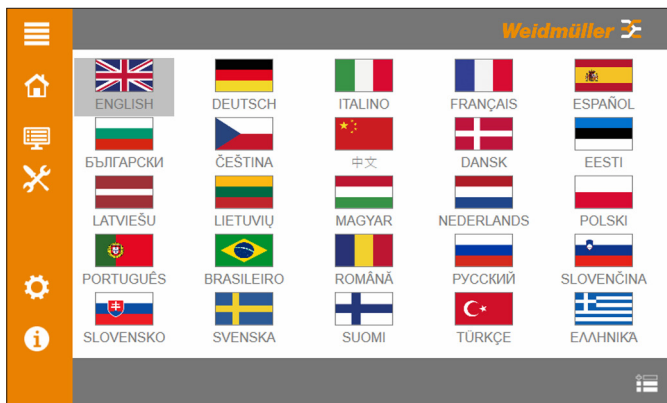 Weidmüller
ENGLISH DEUTSCH ITALINO FRANÇAIS ESPAÑOL
БЪЛГАРСКИ ČEŠTINA 中文 DANSK EESTI
LATVIEŠU LIETUVIŲ MAGYAR NEDERLANDS POLSKI
PORTUGUÊS BRASILEIRO ROMÂNĂ РУССКИЙ SLOVENČINA
SLOVENSKO SVENSKA SUOMI TÜRKÇE ΕΛΛΗΝΙΚΆ